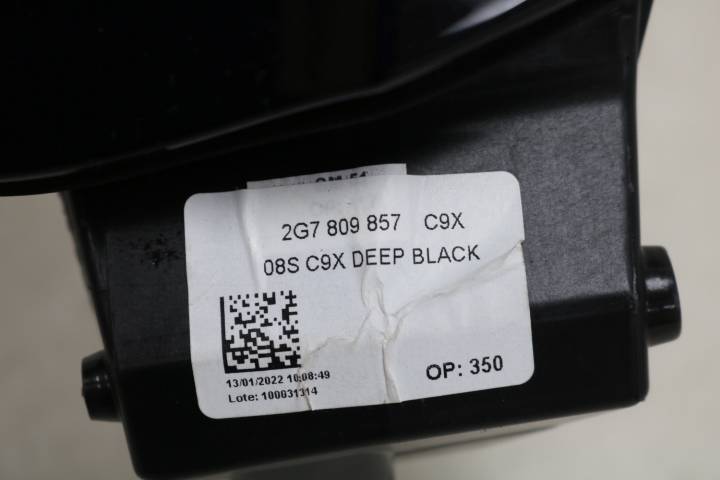 2G7 809 857 C9X
08S C9X DEEP BLACK
OP: 350
13/01/2022 10:08:49
Lote: 100031314